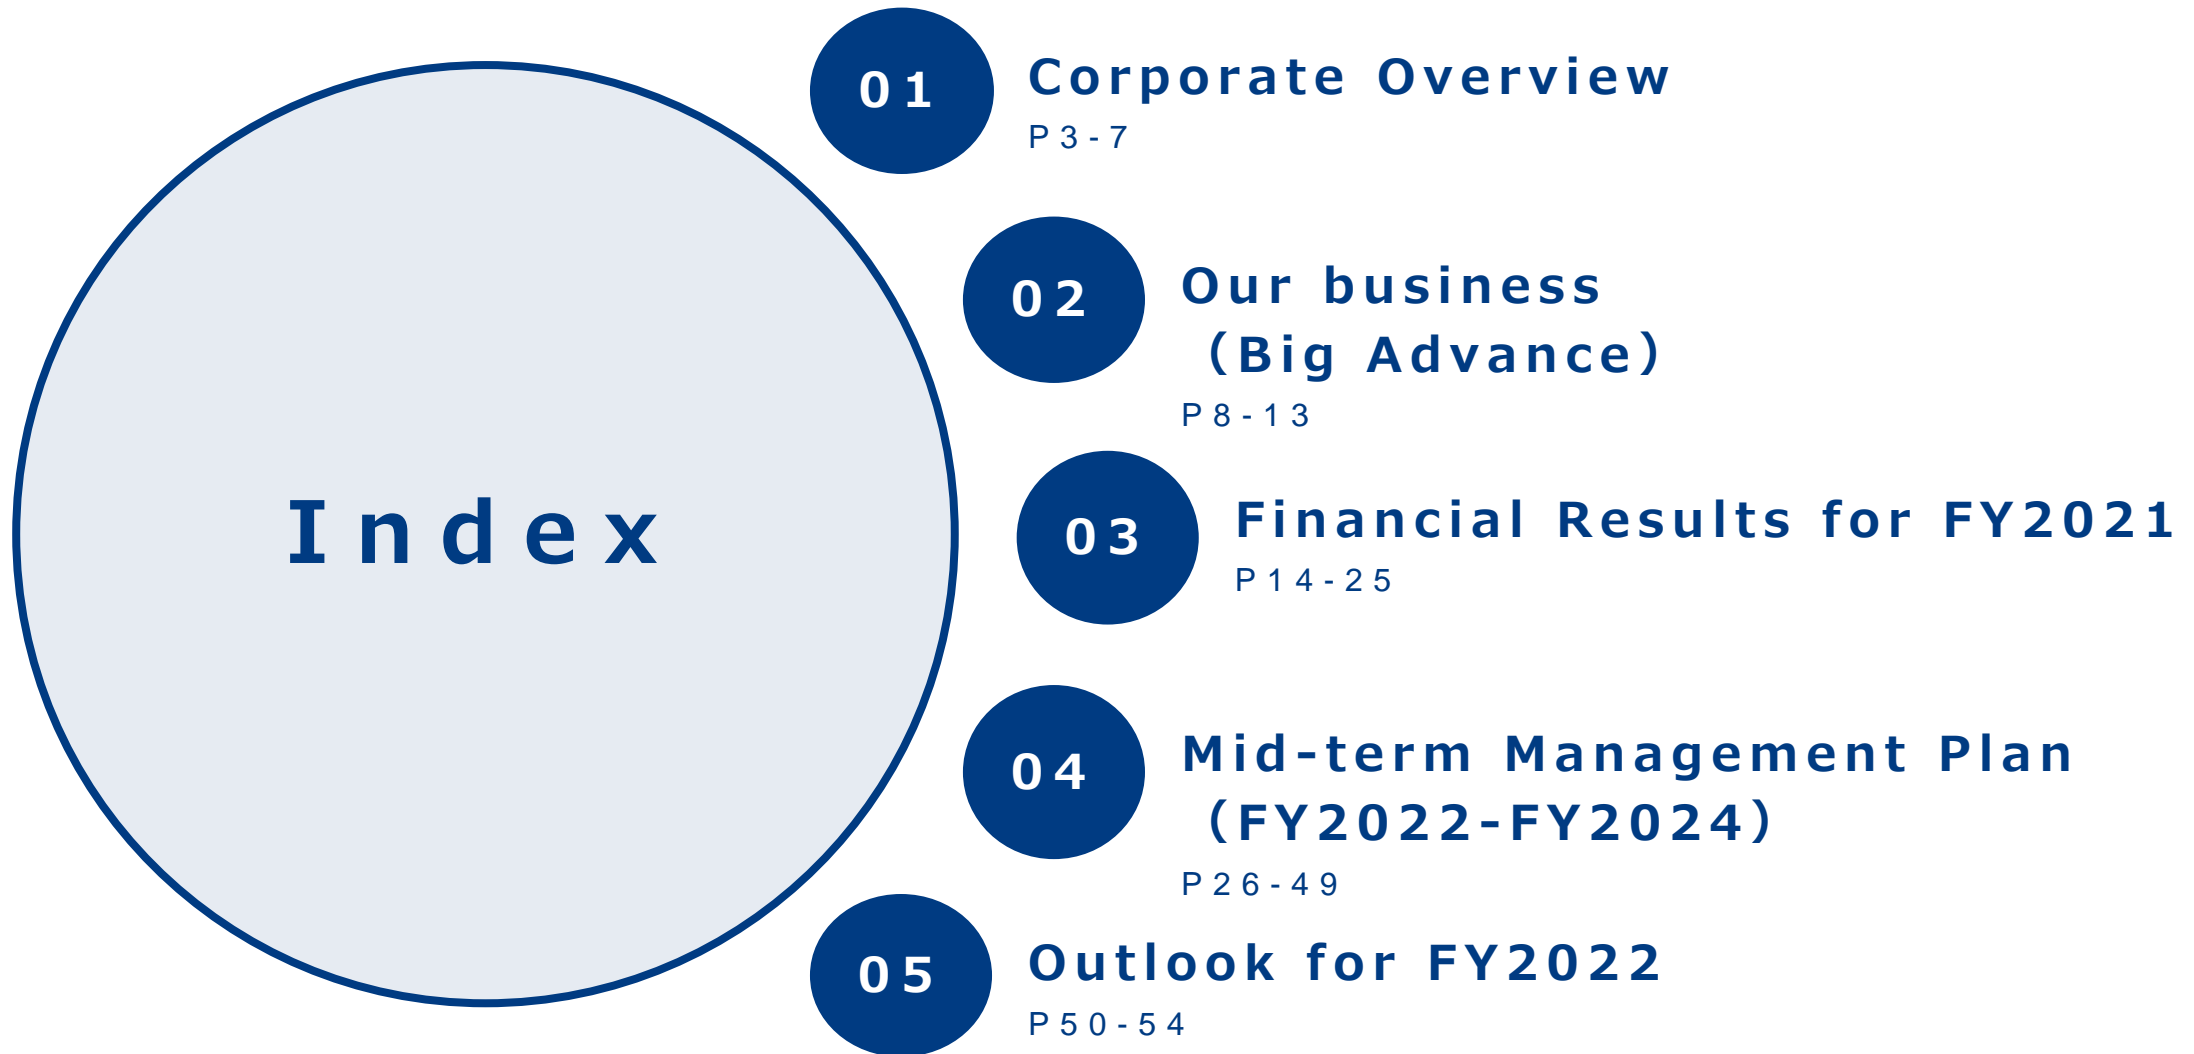 Index
01
Corporate Overview
P3-7
02
Our business
（Big Advance）
P8-13
03
Financial Results for FY2021
P14-25
04
Mid-term Management Plan
（FY2022-FY2024）
P26-49
05
Outlook for FY2022
P50-54